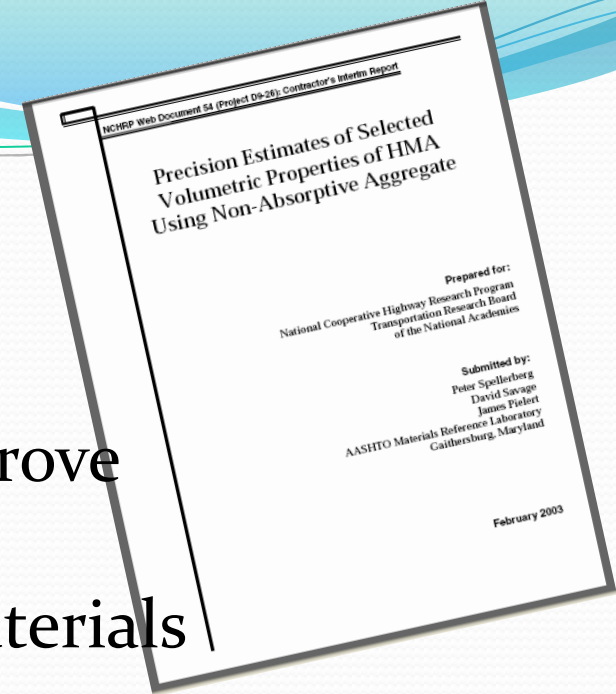 NCHRP Web Document 54 (Project D9-26): Contractor's Interim Report
Precision Estimates of Selected
Volumetric Properties of HMA
Using Non-Absorptive Aggregate
Prepared for:
National Cooperative Highway Research Program
Transportation Research Board
of the National Academies
Submitted by:
Peter Spellerberg
David Savage
James Pielert
AASHTO Materials Reference Laboratory
Gaithersburg, Maryland
February 2003
rove
terials